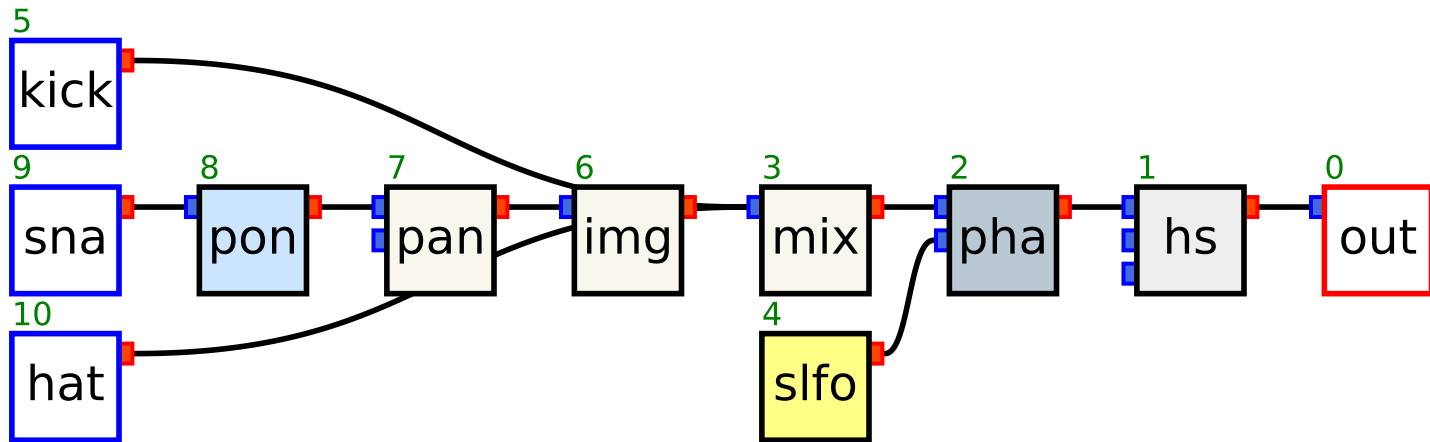 5
kick
9 8 7 6 3 2 1 0
sna pon pan img mix pha hs out
10 4
hat slfo